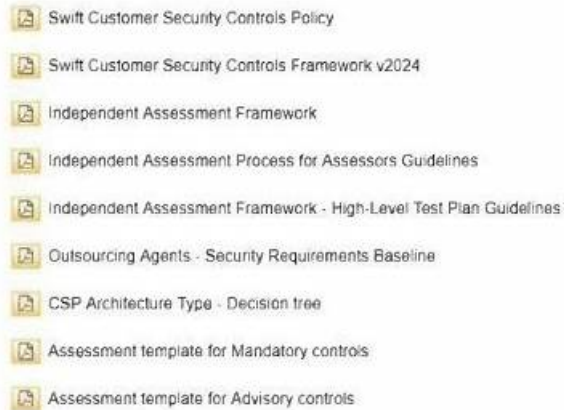 Swift Customer Security Controls Policy
Swift Customer Security Controls Framework v2024
Independent Assessment Framework
Independent Assessment Process for Assessors Guidelines
Independent Assessment Framework - High-Level Test Plan Guidelines
Outsourcing Agents - Security Requirements Baseline
CSP Architecture Type - Decision tree
Assessment template for Mandatory controls
Assessment template for Advisory controls